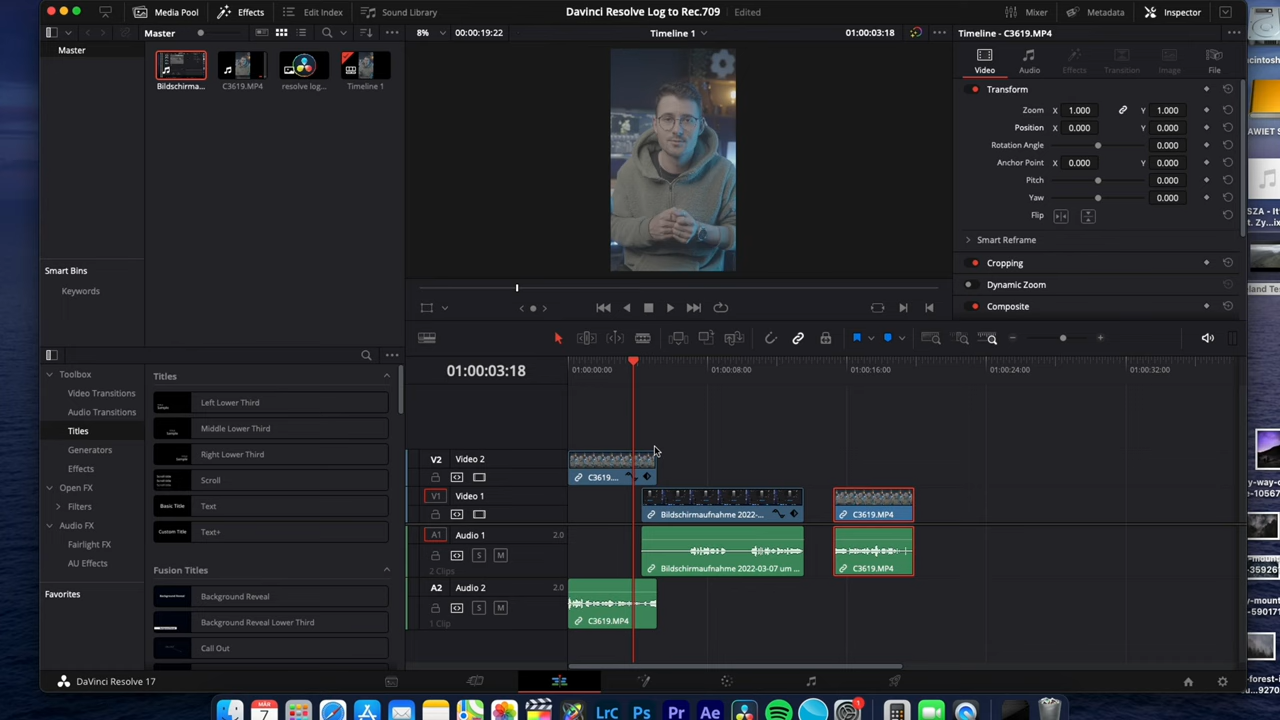 Davinci Resolve Log to Rec.709
Edited
Media Pool
Effects
Edit Index
Sound Library
Mixer
Metadata
Inspector
Master
8%
00:00:19:22
Timeline 1
01:00:03:18
Timeline - C3619.MP4
Master
Bildschirma...
C3619.MP4
resolve log...
Timeline 1
Video
Audio
Effects
Transition
Image
File
Transform
Zoom X 1.000 Y 1.000
Position X 0.000 Y 0.000
Rotation Angle 0.000
Anchor Point X 0.000 Y 0.000
Pitch 0.000
Yaw 0.000
Flip
Smart Reframe
Cropping
Dynamic Zoom
Composite
Smart Bins
Keywords
Toolbox
Video Transitions
Audio Transitions
Titles
Generators
Effects
Open FX
Filters
Audio FX
Fairlight FX
AU Effects
Favorites
Titles
Left Lower Third
Middle Lower Third
Right Lower Third
Scroll
Basic Title Text
Custom Title Text+
Fusion Titles
Background Reveal
Background Reveal Lower Third
Call Out
01:00:03:18
01:00:00:00
01:00:08:00
01:00:16:00
01:00:24:00
01:00:32:00
V2 Video 2
C3619....
V1 Video 1
Bildschirmaufnahme 2022-...
C3619.MP4
A1 Audio 1 2.0
S M
2 Clips
Bildschirmaufnahme 2022-03-07 um ...
C3619.MP4
A2 Audio 2 2.0
S M
1 Clip
C3619.MP4
DaVinci Resolve 17
MÄR
7
LrC
Ps
Pr
Ae
1